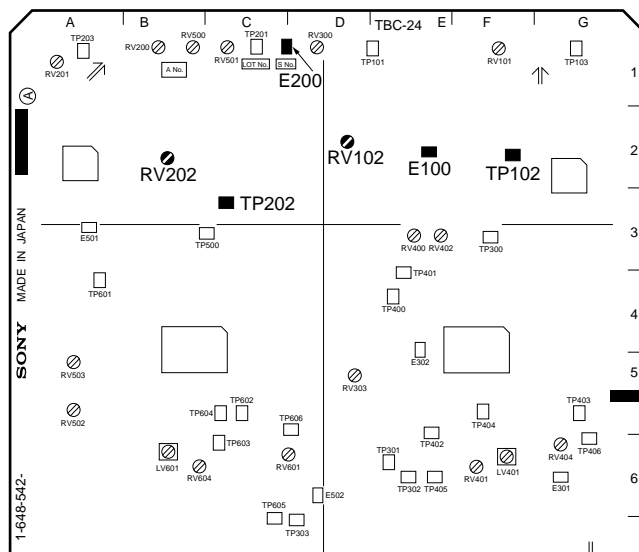 A B C D TBC-24 E F G
TP203 RV200 RV500 TP201 RV300
RV201 RV501 TP101 RV101 TP103
A No. LOT No. S No.
E200
1
A
RV202 RV102 E100 TP102
2
TP202
E501 TP500 RV400 RV402 TP300
3
TP601 TP401
TP400
4
E302
RV503 RV303
5
RV502 TP604 TP602 TP404 TP403
TP606 TP402 TP406
TP603
LV601 RV604 RV601 TP301 RV401 LV401 RV404
TP302 TP405 E301
6
E502
TP605 TP303
MADE IN JAPAN
SONY
1-648-542-